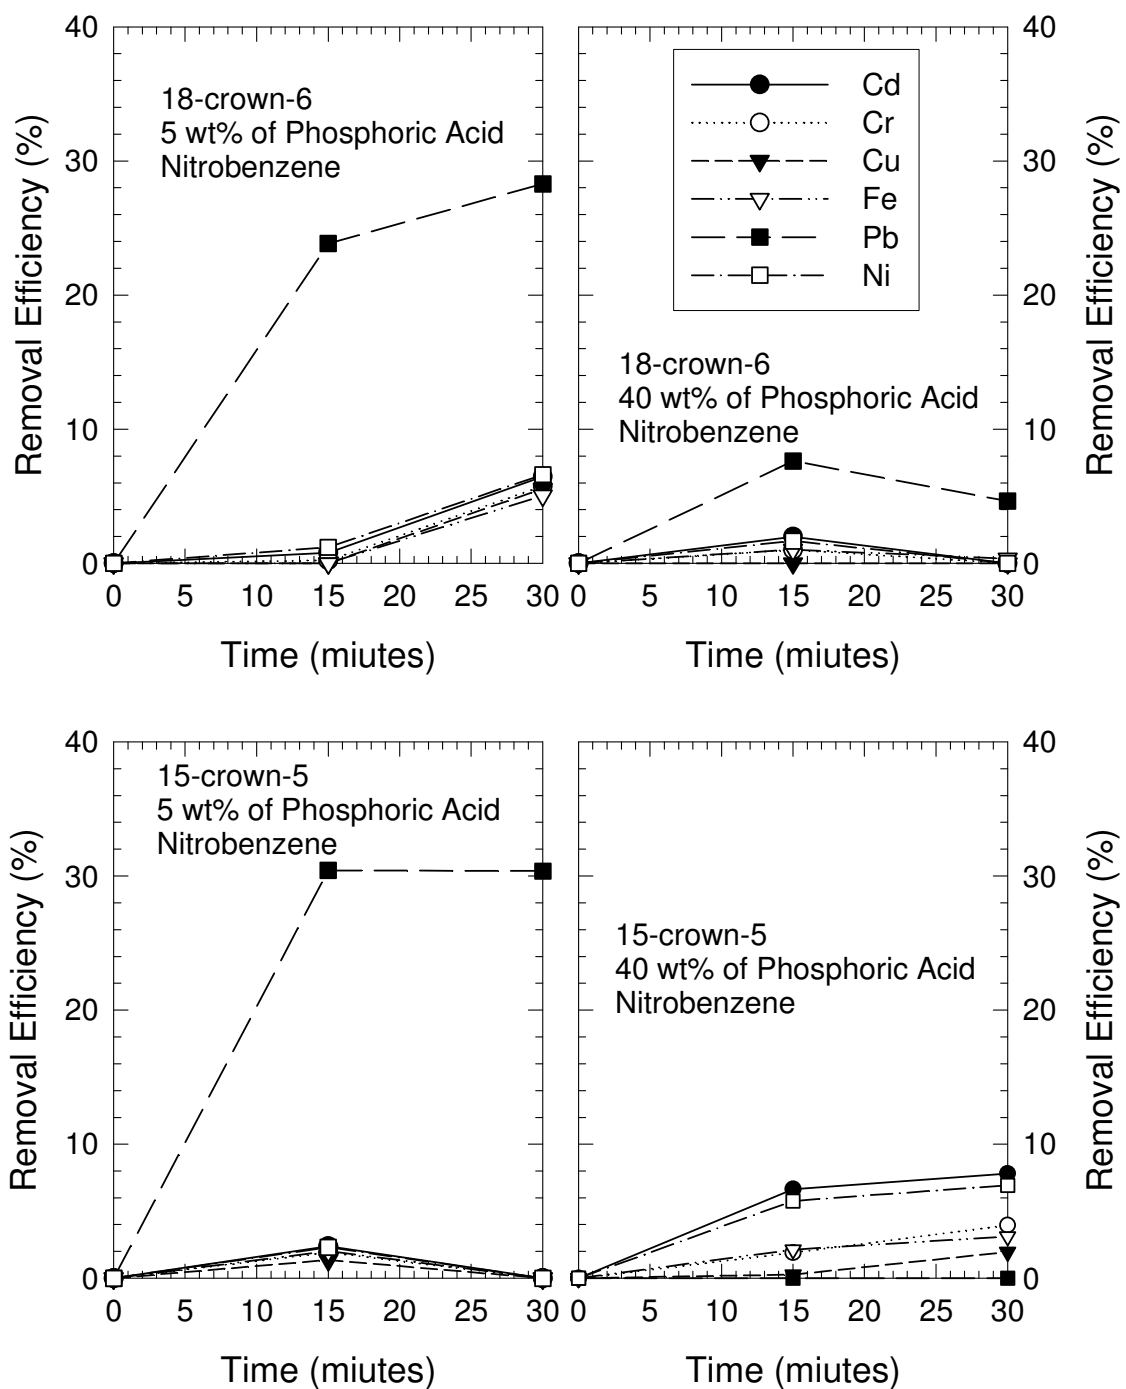 40
30
20
10
0
Removal Efficiency (%)
18-crown-6
5 wt% of Phosphoric Acid
Nitrobenzene
0 5 10 15 20 25 30
Time (miutes)
Cd
Cr
Cu
Fe
Pb
Ni
18-crown-6
40 wt% of Phosphoric Acid
Nitrobenzene
40
30
20
10
0
Removal Efficiency (%)
0 5 10 15 20 25 30
Time (miutes)
40
30
20
10
0
Removal Efficiency (%)
15-crown-5
5 wt% of Phosphoric Acid
Nitrobenzene
0 5 10 15 20 25 30
Time (miutes)
15-crown-5
40 wt% of Phosphoric Acid
Nitrobenzene
40
30
20
10
0
Removal Efficiency (%)
0 5 10 15 20 25 30
Time (miutes)